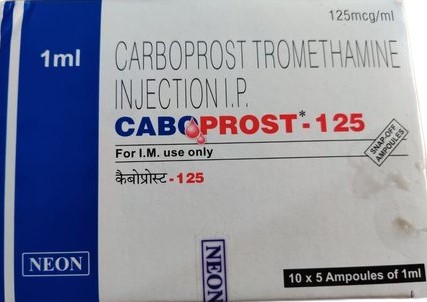 125mcg/ml
1ml
CARBOPROST TROMETHAMINE
INJECTION I.P.
CABOPROST*-125
For I.M. use only
SNAP-OFF
AMPOULES
कैबोप्रोस्ट - 125
NEON
NEON
10 x 5 Ampoules of 1ml